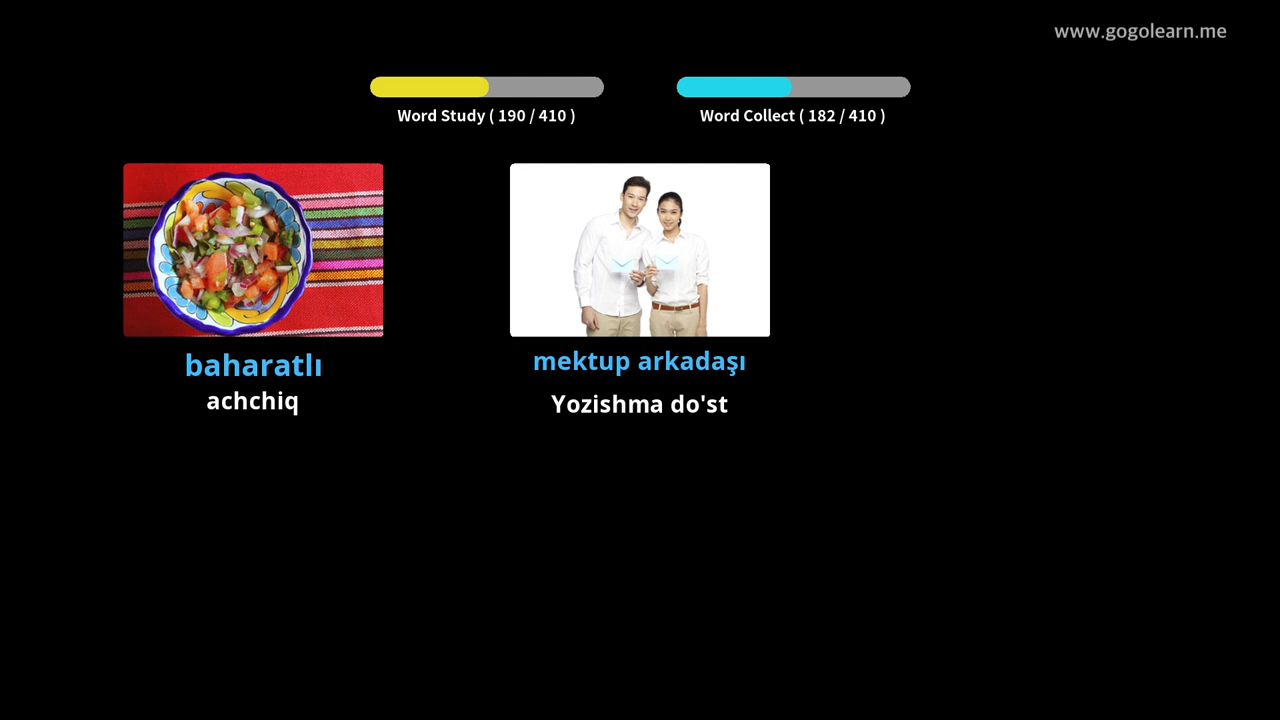 www.gogolearn.me
Word Study ( 190 / 410 )
Word Collect ( 182 / 410 )
baharatlı
achchiq
mektup arkadaşı
Yozishma do'st